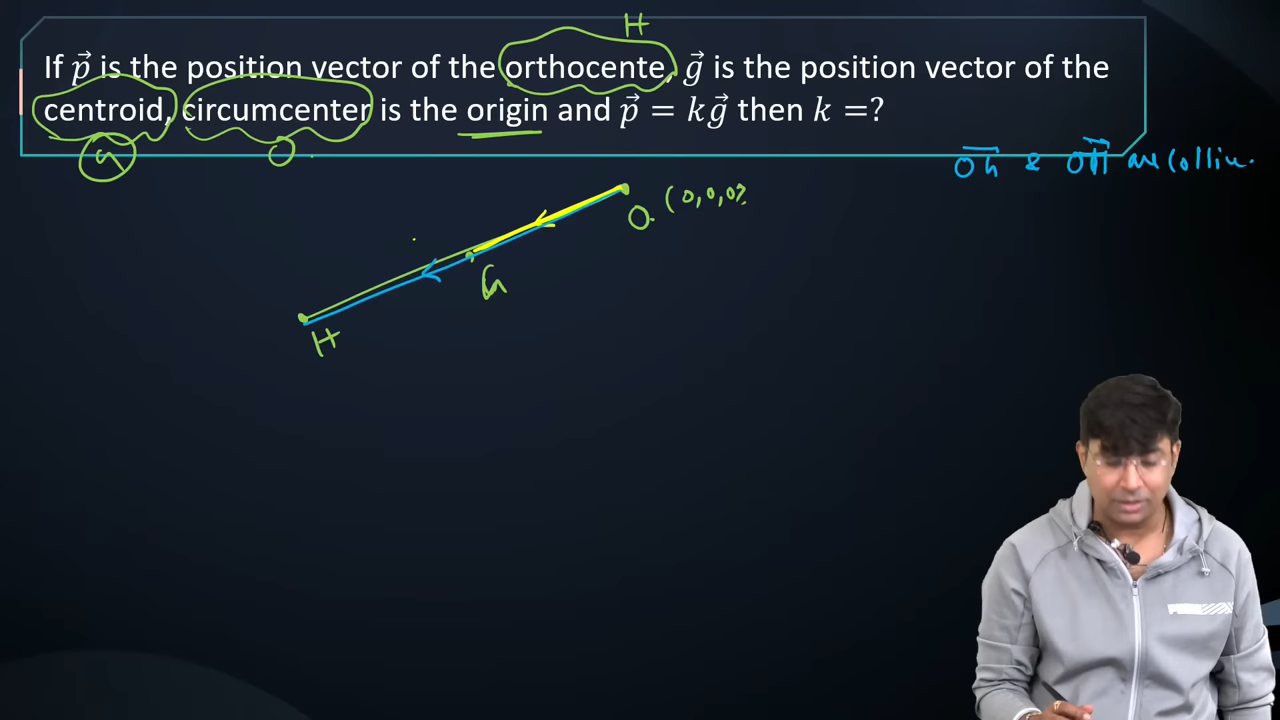 H
If p⃗ is the position vector of the orthocente, g⃗ is the position vector of the
centroid, circumcenter is the origin and p⃗ = kg⃗ then k =?
G O
OG & OH are collin.
O (0,0,0)
G
H